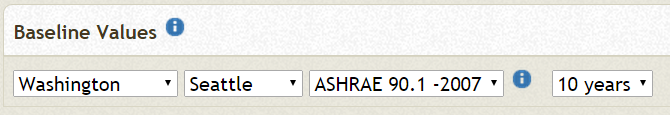 Baseline Values
Washington Seattle ASHRAE 90.1 -2007 10 years